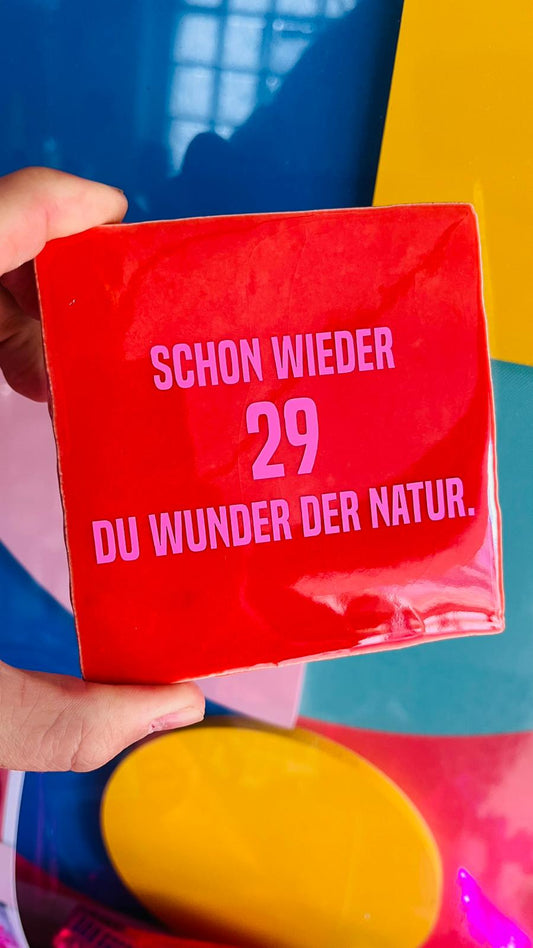 SCHON WIEDER
29
DU WUNDER DER NATUR.